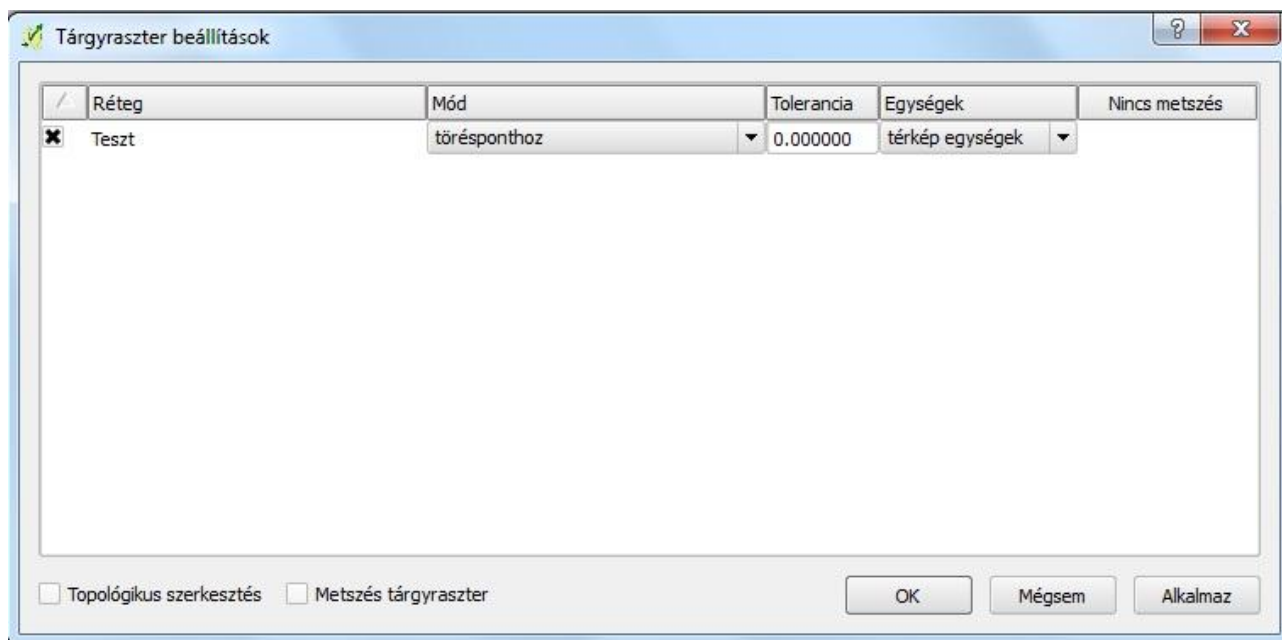 Tárgyraszter beállítások
Réteg Mód Tolerancia Egységek Nincs metszés
Teszt törésponthoz 0.000000 térkép egységek
Topológikus szerkesztés Metszés tárgyraszter OK Mégsem Alkalmaz